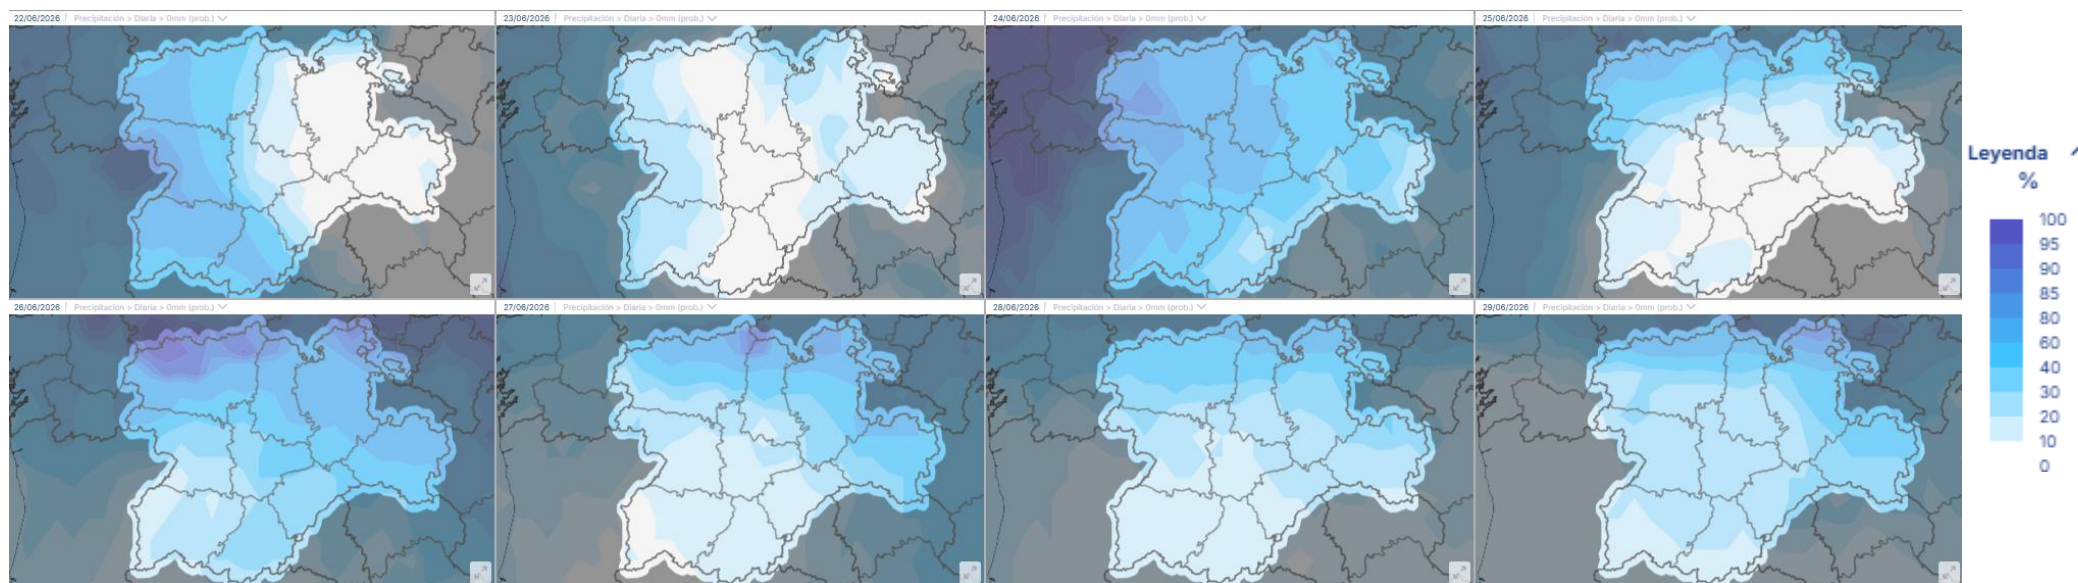 22/06/2026 Precipitación > Diaria > 0mm (prob.)
23/06/2026 Precipitación > Diaria > 0mm (prob.)
24/06/2026 Precipitación > Diaria > 0mm (prob.)
25/06/2026 Precipitación > Diaria > 0mm (prob.)
Leyenda
%
100
95
90
85
80
60
40
30
20
10
0
26/06/2026 Precipitación > Diaria > 0mm (prob.)
27/06/2026 Precipitación > Diaria > 0mm (prob.)
28/06/2026 Precipitación > Diaria > 0mm (prob.)
29/06/2026 Precipitación > Diaria > 0mm (prob.)